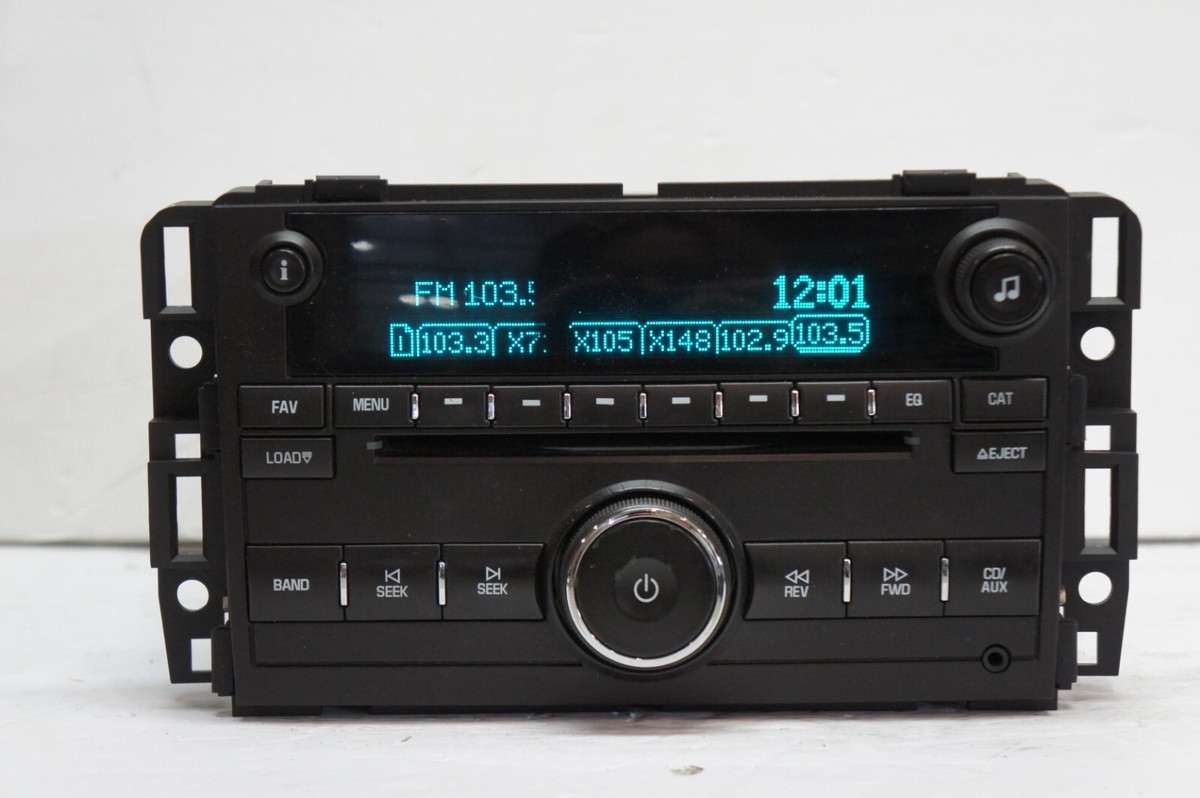 i
FM 103.5 12:01
D 103.3 X7 X105 X148 102.9 103.5
FAV MENU EQ CAT
LOAD EJECT
BAND SEEK SEEK REV FWD CD/AUX